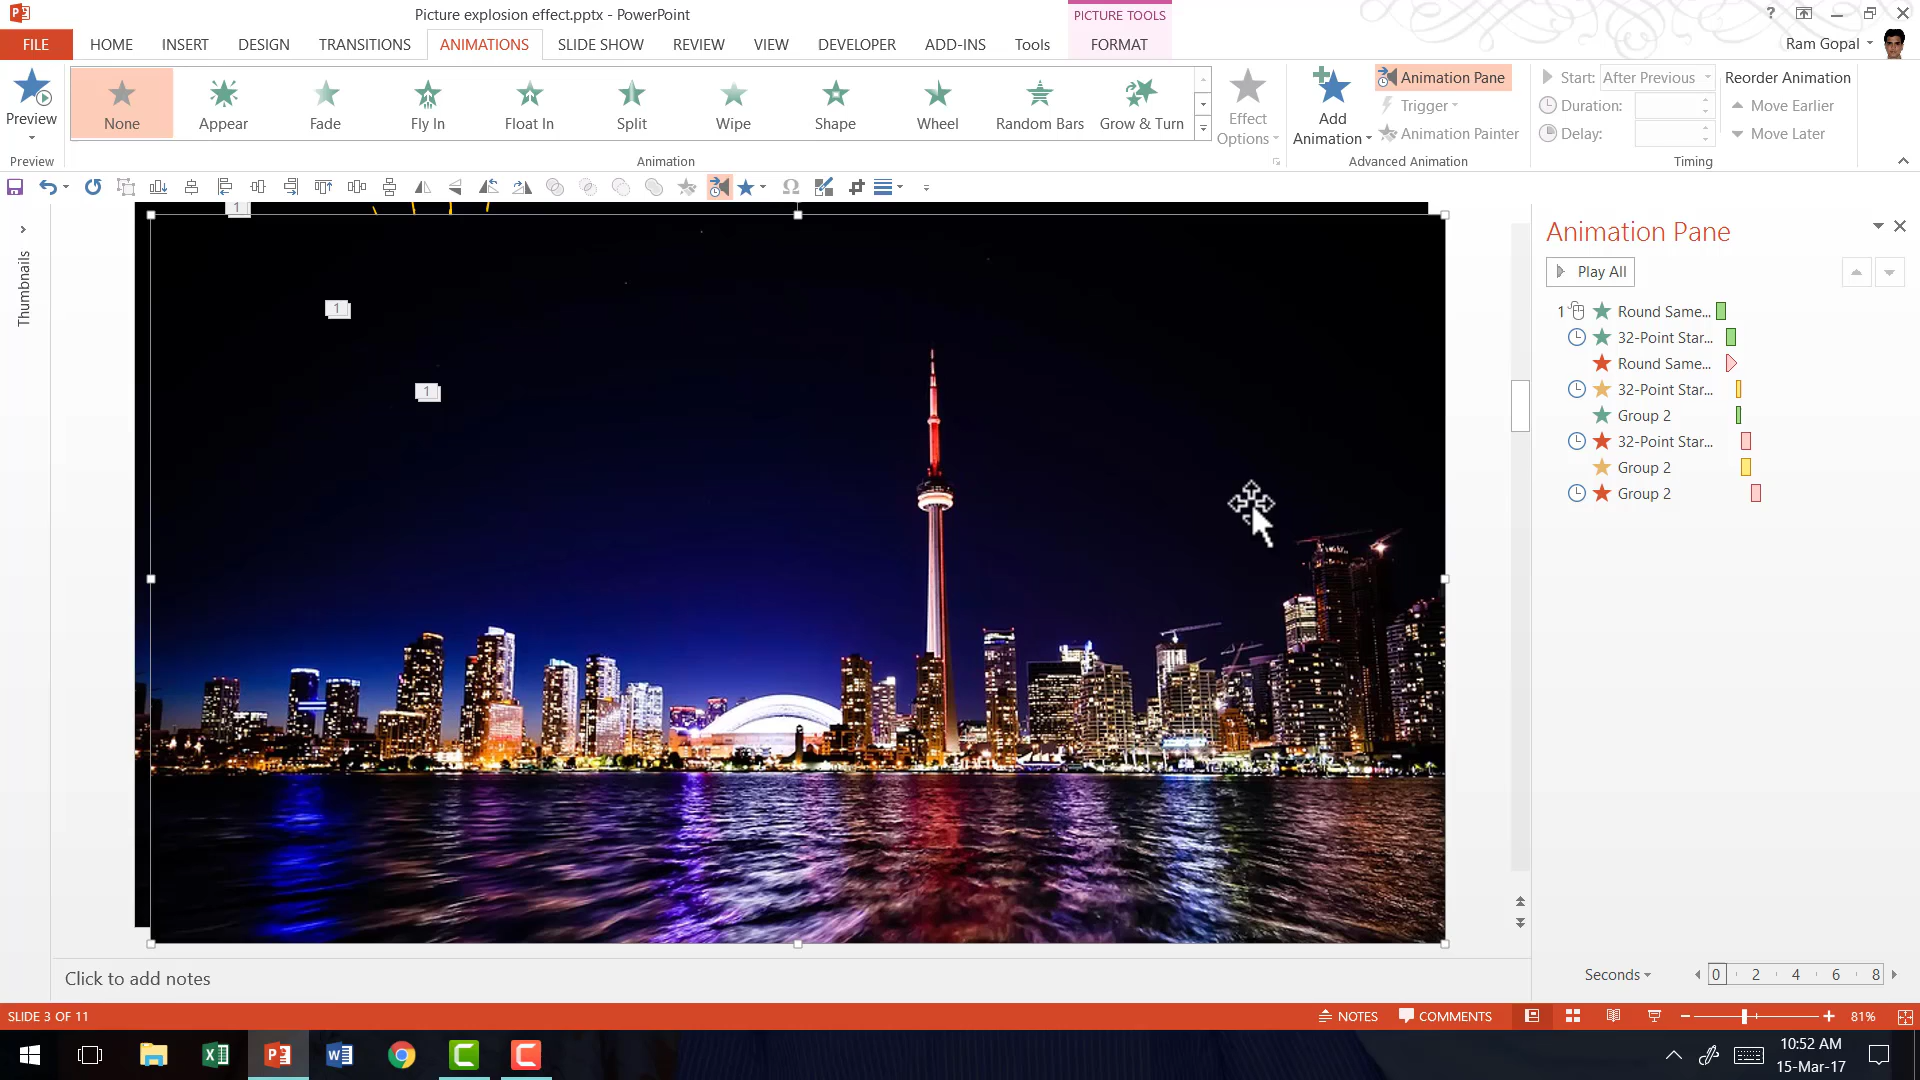 Picture explosion effect.pptx - PowerPoint
PICTURE TOOLS
?
FILE HOME INSERT DESIGN TRANSITIONS ANIMATIONS SLIDE SHOW REVIEW VIEW DEVELOPER ADD-INS Tools FORMAT
Ram Gopal
Preview
None Appear Fade Fly In Float In Split Wipe Shape Wheel Random Bars Grow & Turn
Effect Options
Add Animation
Animation Pane
Trigger
Animation Painter
Start: After Previous
Duration:
Delay:
Reorder Animation
Move Earlier
Move Later
Preview Animation Advanced Animation Timing
Thumbnails
1
1
1
Animation Pane
Play All
1 Round Same...
32-Point Star...
Round Same...
32-Point Star...
Group 2
32-Point Star...
Group 2
Group 2
Seconds 0 2 4 6 8
Click to add notes
SLIDE 3 OF 11
NOTES COMMENTS 81%
10:52 AM
15-Mar-17